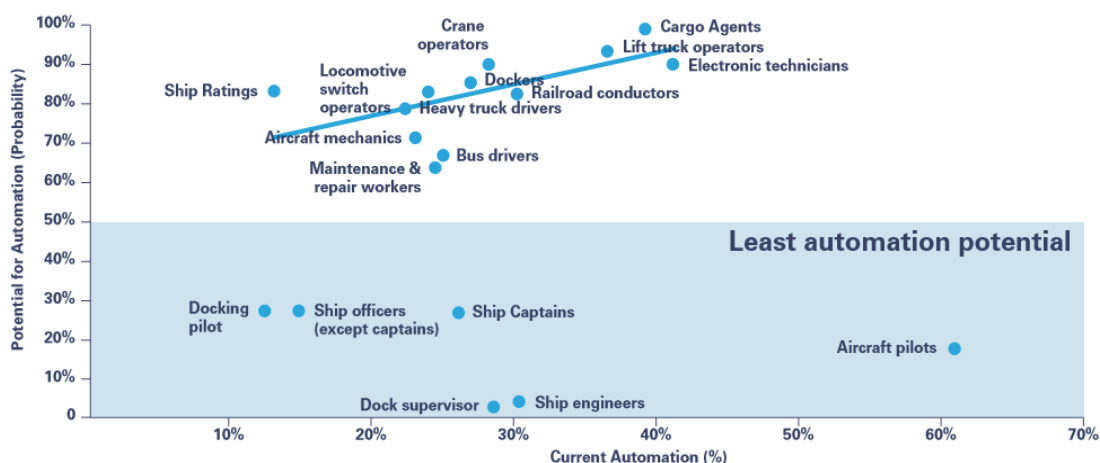 Potential for Automation (Probability)
100%
90%
80%
70%
60%
50%
40%
30%
20%
10%
0
Crane
operators
Cargo Agents
Lift truck operators
Electronic technicians
Ship Ratings
Locomotive
switch
operators
Dockers
Railroad conductors
Heavy truck drivers
Aircraft mechanics
Bus drivers
Maintenance &
repair workers
Least automation potential
Docking
pilot
Ship officers
(except captains)
Ship Captains
Aircraft pilots
Dock supervisor
Ship engineers
10%
20%
30%
40%
50%
60%
70%
Current Automation (%)